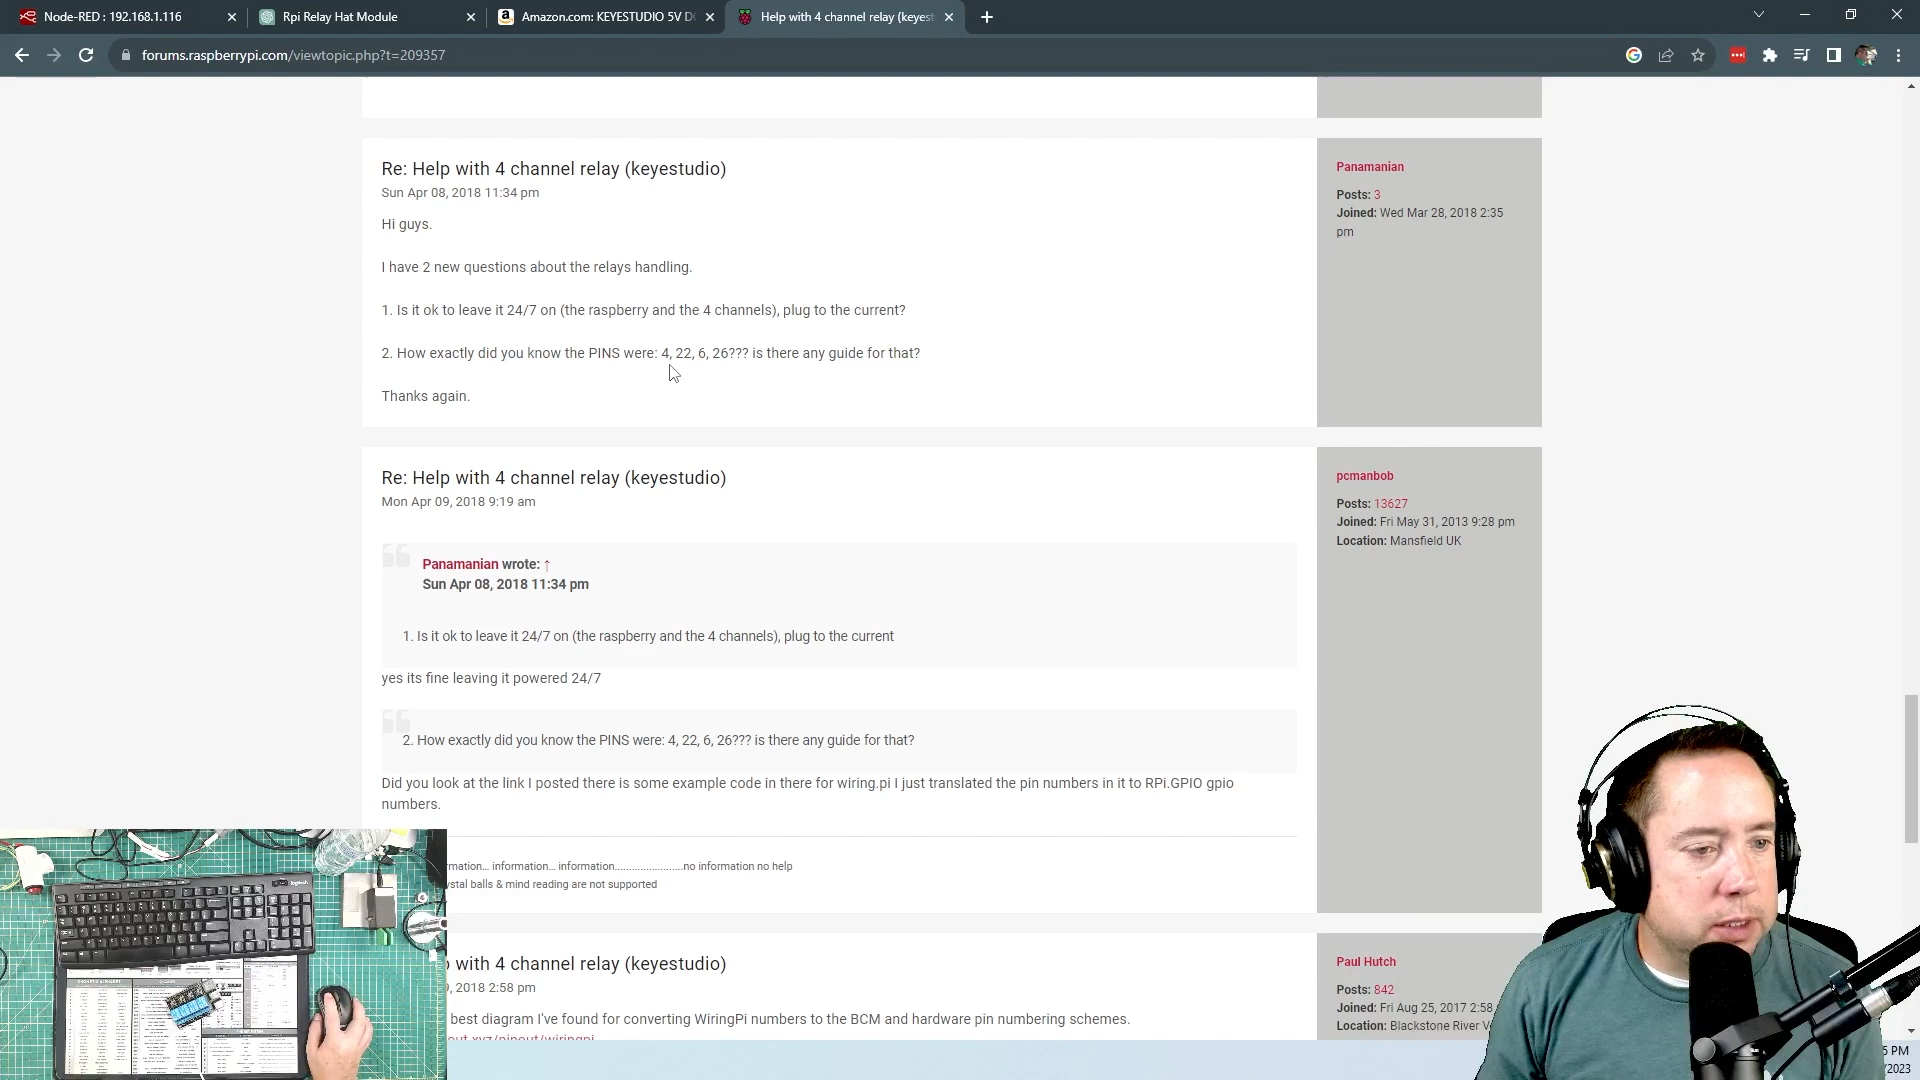 Node-RED : 192.168.1.116
Rpi Relay Hat Module
Amazon.com: KEYESTUDIO 5V DC
Help with 4 channel relay (keyest
forums.raspberrypi.com/viewtopic.php?t=209357
Re: Help with 4 channel relay (keyestudio)
Sun Apr 08, 2018 11:34 pm
Hi guys.
I have 2 new questions about the relays handling.
1. Is it ok to leave it 24/7 on (the raspberry and the 4 channels), plug to the current?
2. How exactly did you know the PINS were: 4, 22, 6, 26??? is there any guide for that?
Thanks again.
Panamanian
Posts: 3
Joined: Wed Mar 28, 2018 2:35
pm
Re: Help with 4 channel relay (keyestudio)
Mon Apr 09, 2018 9:19 am
Panamanian wrote: ↑
Sun Apr 08, 2018 11:34 pm
1. Is it ok to leave it 24/7 on (the raspberry and the 4 channels), plug to the current
yes its fine leaving it powered 24/7
2. How exactly did you know the PINS were: 4, 22, 6, 26??? is there any guide for that?
Did you look at the link I posted there is some example code in there for wiring.pi I just translated the pin numbers in it to RPi.GPIO gpio
numbers.
rmation... information... information........................no information no help
ystal balls & mind reading are not supported
pcmanbob
Posts: 13627
Joined: Fri May 31, 2013 9:28 pm
Location: Mansfield UK
with 4 channel relay (keyestudio)
, 2018 2:58 pm
best diagram I've found for converting WiringPi numbers to the BCM and hardware pin numbering schemes.
Paul Hutch
Posts: 842
Joined: Fri Aug 25, 2017 2:58
Location: Blackstone River V
PM
/2023
logitech